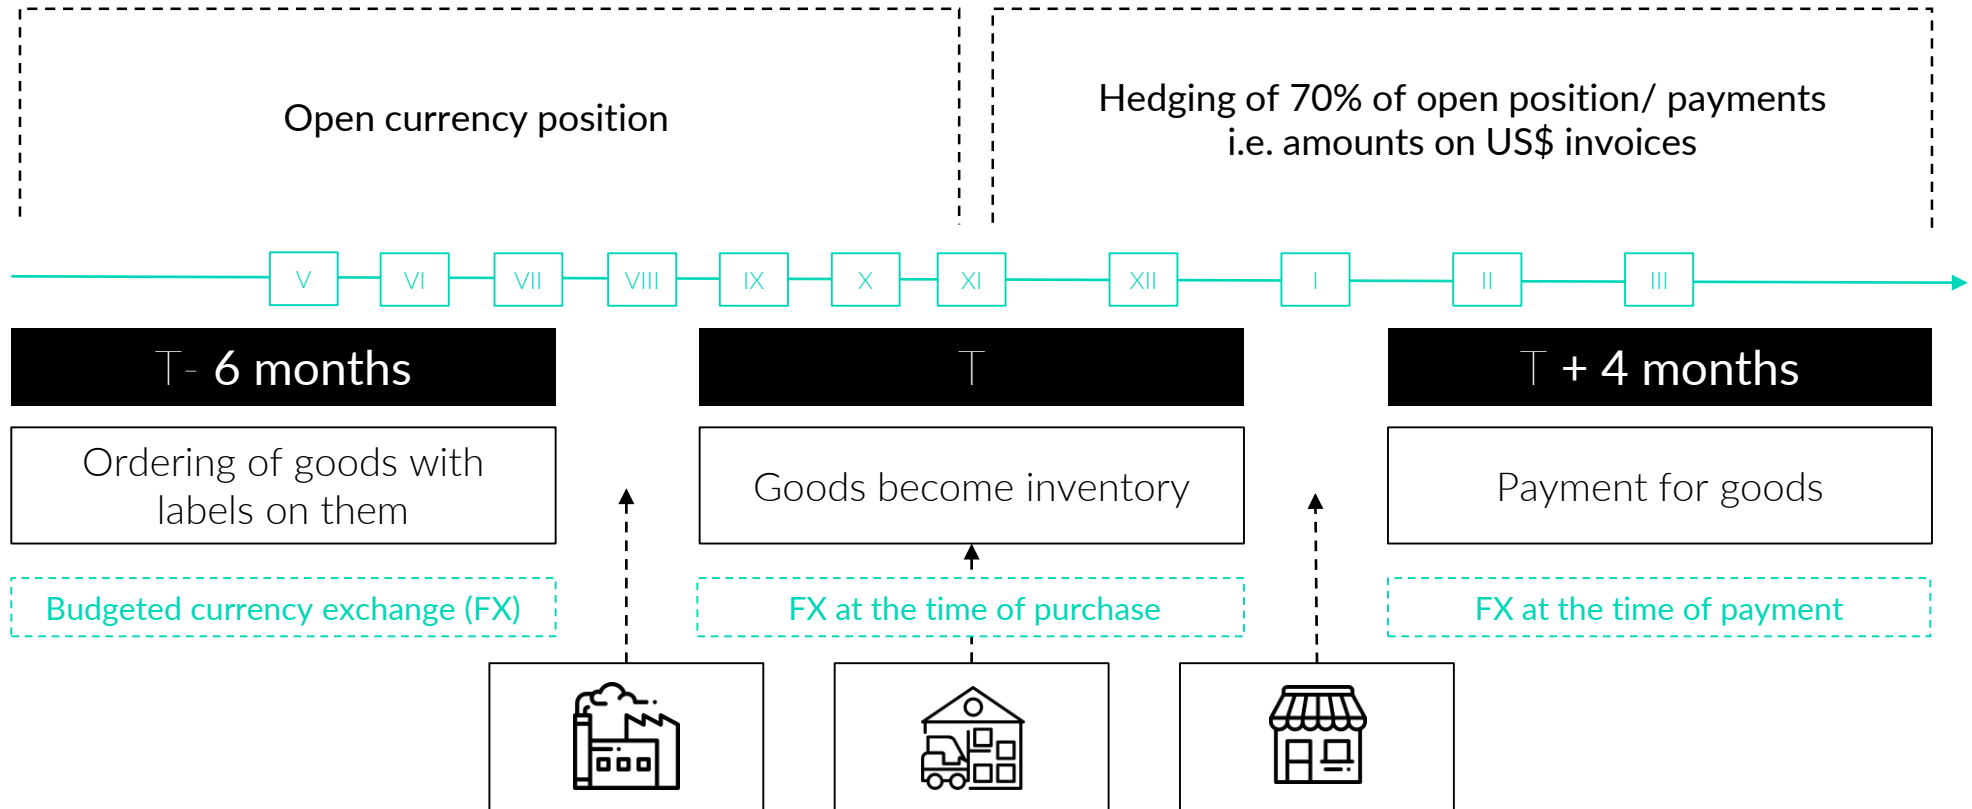 Open currency position
Hedging of 70% of open position/ payments
i.e. amounts on US$ invoices
V
VI
VII
VIII
IX
X
XI
XII
I
II
III
T- 6 months
T
T + 4 months
Ordering of goods with
labels on them
Goods become inventory
Payment for goods
Budgeted currency exchange (FX)
FX at the time of purchase
FX at the time of payment